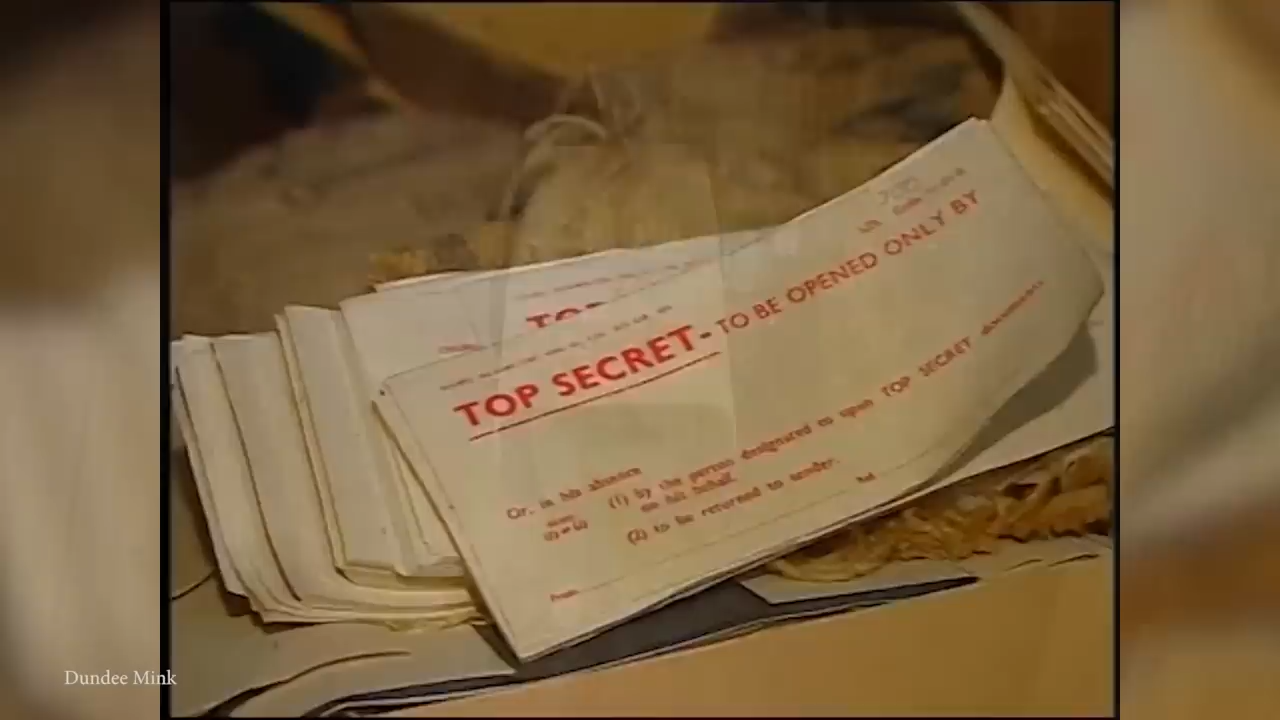 TOP
TOP SECRET- TO BE OPENED ONLY BY
Or, in his absence
(1) by the person designated to open TOP SECRET
on his behalf.
(2) to be returned to sender.
From
Dundee Mink